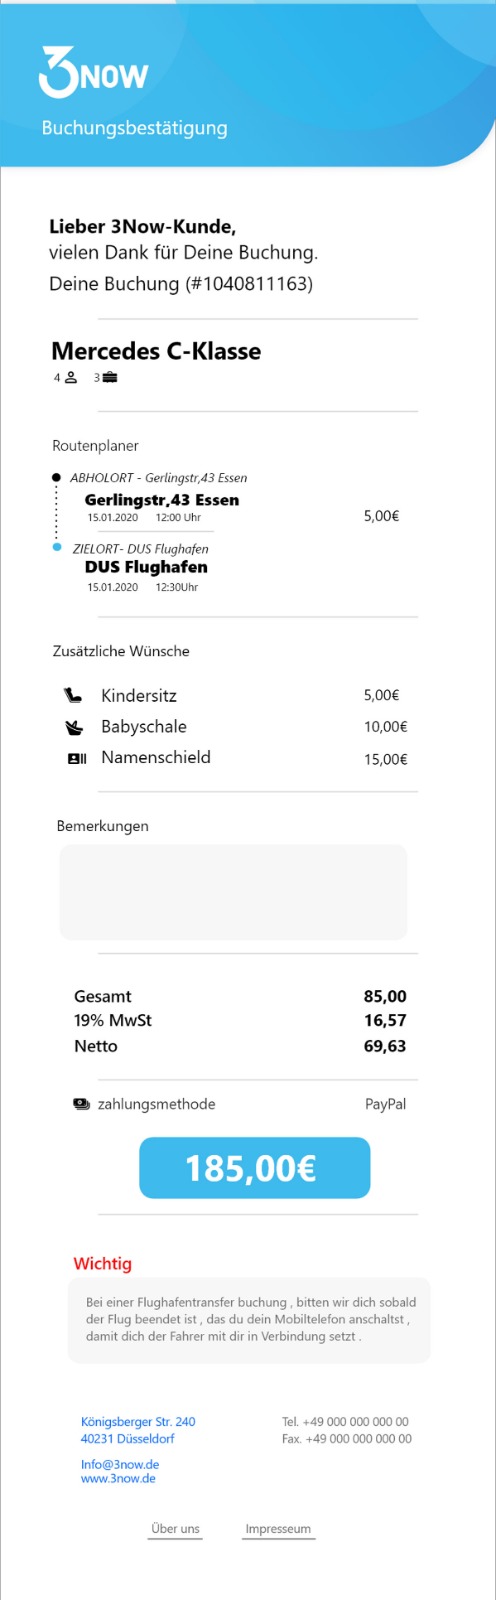 3NOW
Buchungsbestätigung
Lieber 3Now-Kunde,
vielen Dank für Deine Buchung.
Deine Buchung (#1040811163)
Mercedes C-Klasse
4 3
Routenplaner
ABHOLORT - Gerlingstr,43 Essen
Gerlingstr,43 Essen
15.01.2020 12:00 Uhr 5,00€
ZIELORT- DUS Flughafen
DUS Flughafen
15.01.2020 12:30Uhr
Zusätzliche Wünsche
Kindersitz 5,00€
Babyschale 10,00€
Namenschield 15,00€
Bemerkungen
Gesamt 85,00
19% MwSt 16,57
Netto 69,63
zahlungsmethode PayPal
185,00€
Wichtig
Bei einer Flughafentransfer buchung , bitten wir dich sobald
der Flug beendet ist , das du dein Mobiltelefon anschaltst ,
damit dich der Fahrer mit dir in Verbindung setzt .
Königsberger Str. 240 Tel. +49 000 000 000 00
40231 Düsseldorf Fax. +49 000 000 000 00
Info@3now.de
www.3now.de
Über uns Impresseum